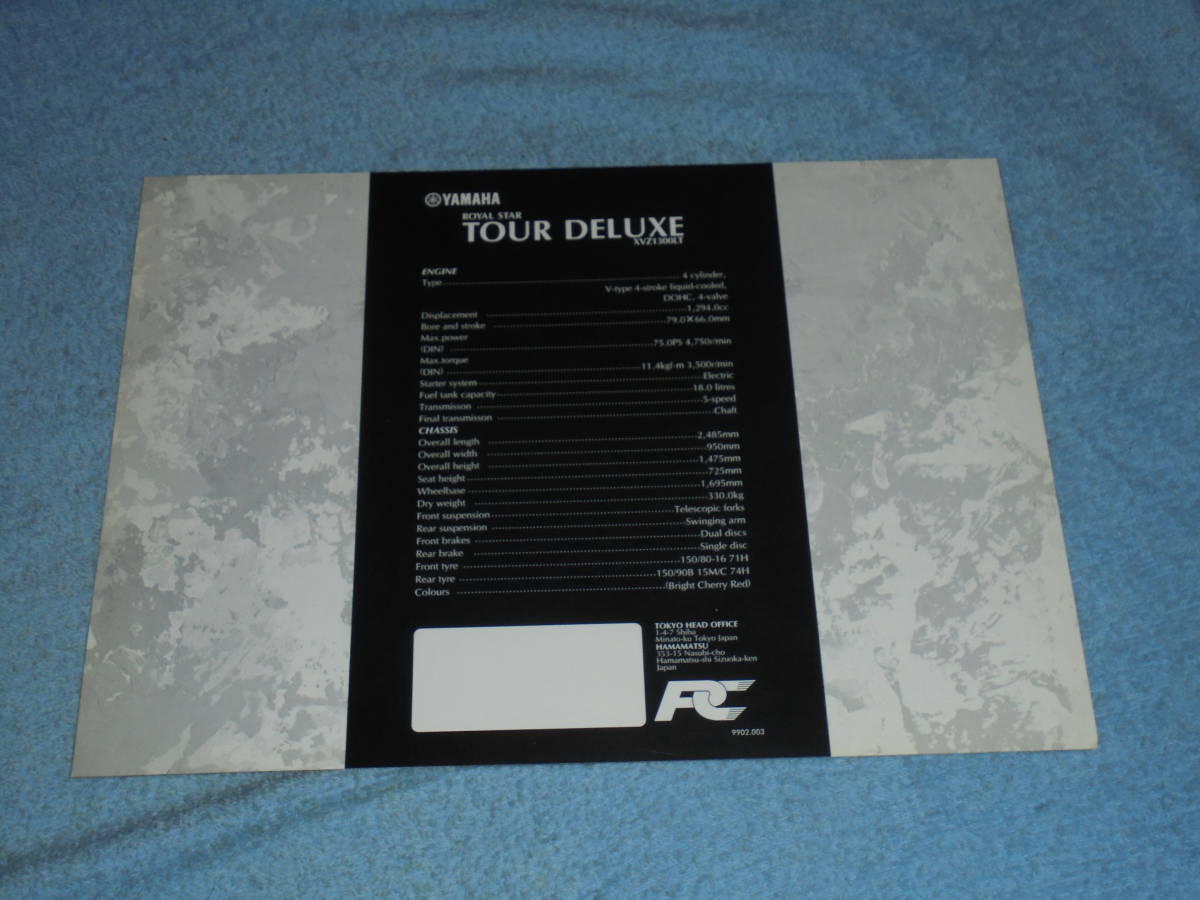 YAMAHA
ROYAL STAR
TOUR DELUXE
XVZ1300LT
ENGINE
Type 4 cylinder,
V-type 4-stroke liquid-cooled,
DOHC, 4-valve
Displacement 1,294.0cc
Bore and stroke 79.0×66.0mm
Max.power
(DIN) 75.0PS 4,750r/min
Max.torque
(DIN) 11.4kgf-m 3,500r/min
Starter system Electric
Fuel tank capacity 18.0 litres
Transmisson 5-speed
Final transmisson Chaft
CHASSIS
Overall length 2,485mm
Overall width 950mm
Overall height 1,475mm
Seat height 725mm
Wheelbase 1,695mm
Dry weight 330.0kg
Front suspension Telescopic forks
Rear suspension Swinging arm
Front brakes Dual discs
Rear brake Single disc
Front tyre 150/80-16 71H
Rear tyre 150/90B 15M/C 74H
Colours (Bright Cherry Red)
TOKYO HEAD OFFICE
1-4-7 Shiba
Minato-ku Tokyo Japan
HAMAMATSU
353-15 Nasubi-cho
Hamamatsu-shi Sizuoka-ken
Japan
PC
9902.003